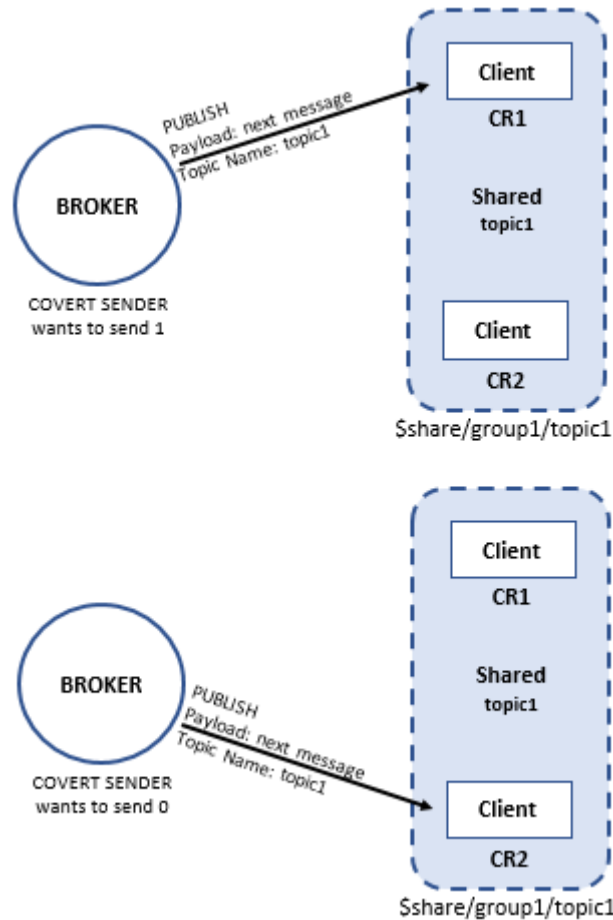 Client
CR1
PUBLISH
Payload: next message
Topic Name: topic1
BROKER
Shared
topic1
COVERT SENDER
wants to send 1
Client
CR2
$share/group1/topic1
Client
CR1
BROKER
Shared
topic1
PUBLISH
Payload: next message
Topic Name: topic1
COVERT SENDER
wants to send 0
Client
CR2
$share/group1/topic1